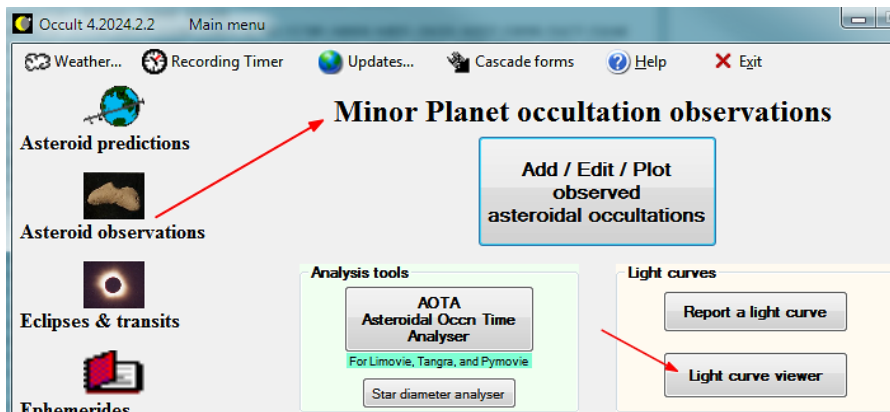 Occult 4.2024.2.2 Main menu
Weather... Recording Timer Updates... Cascade forms Help Exit
Asteroid predictions
Asteroid observations
Eclipses & transits
Ephemerides
Minor Planet occultation observations
Add / Edit / Plot
observed
asteroidal occultations
Analysis tools
AOTA
Asteroidal Occn Time
Analyser
For Limovie, Tangra, and Pymovie
Star diameter analyser
Light curves
Report a light curve
Light curve viewer